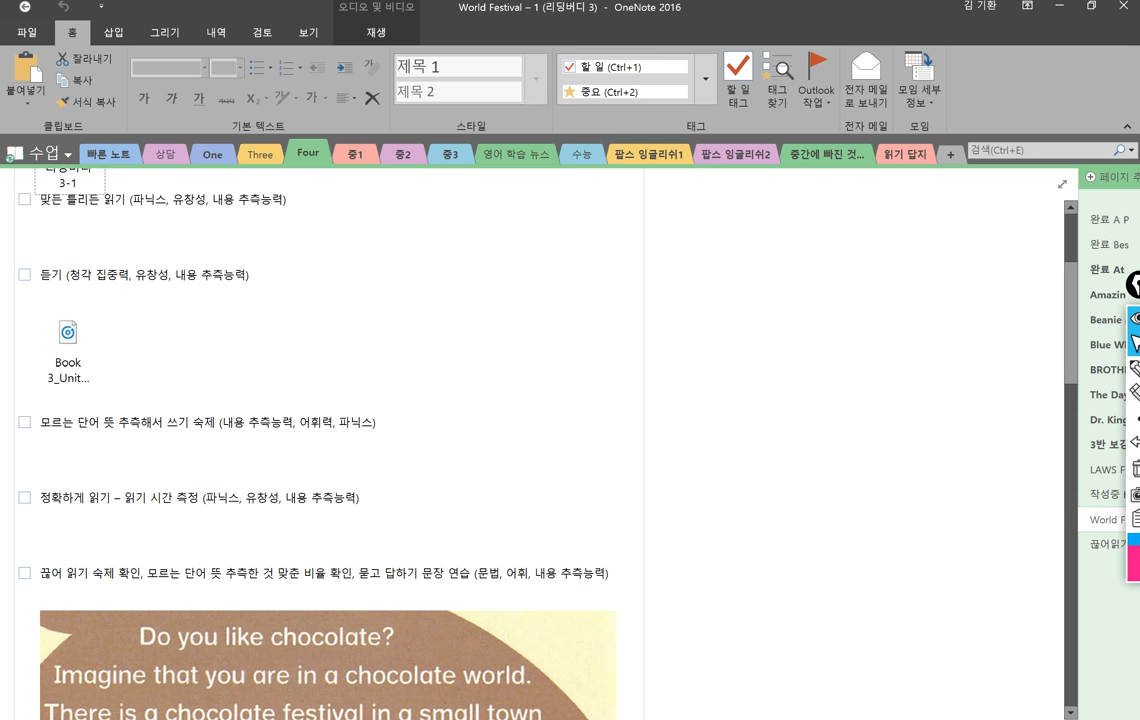 오디오 및 비디오
World Festival – 1 (리딩버디 3) - OneNote 2016
김 기환
파일 홈 삽입 그리기 내역 검토 보기 재생
붙여넣기
잘라내기
복사
서식 복사
클립보드
가 가 가 가나다 X₂ 가 가
기본 텍스트
제목 1
제목 2
스타일
할 일 (Ctrl+1)
중요 (Ctrl+2)
할 일
태그
태그
찾기
Outlook
작업
태그
전자 메일
로 보내기
전자 메일
모임 세부
정보
모임
수업
빠른 노트 상담 One Three Four 중1 중2 중3 영어 학습 뉴스 수능 팝스 잉글리쉬1 팝스 잉글리쉬2 중간에 빠진 것... 읽기 답지 +
검색(Ctrl+E)
3-1
맞든 틀리든 읽기 (파닉스, 유창성, 내용 추측능력)
듣기 (청각 집중력, 유창성, 내용 추측능력)
Book
3_Unit...
모르는 단어 뜻 추측해서 쓰기 숙제 (내용 추측능력, 어휘력, 파닉스)
정확하게 읽기 – 읽기 시간 측정 (파닉스, 유창성, 내용 추측능력)
끊어 읽기 숙제 확인, 모르는 단어 뜻 추측한 것 맞춘 비율 확인, 묻고 답하기 문장 연습 (문법, 어휘, 내용 추측능력)
Do you like chocolate?
Imagine that you are in a chocolate world.
There is a chocolate festival in a small town
페이지 추
완료 A P
완료 Bes
완료 At
Amazin
Beanie
Blue W
BROTH
The Day
Dr. King
3반 보강
LAWS F
작성중
World F
끊어읽기